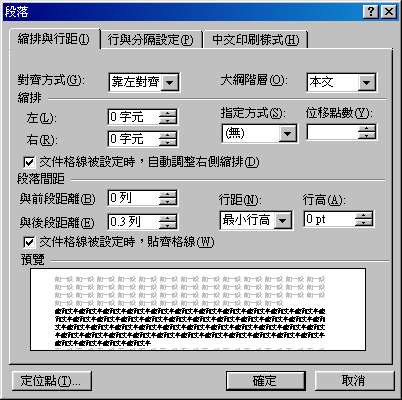 段落
縮排與行距(I)
行與分隔設定(P)
中文印刷樣式(H)
對齊方式(G): 靠左對齊 大綱階層(O): 本文
縮排
左(L): 0 字元 指定方式(S): 位移點數(Y):
右(R): 0 字元 (無)
文件格線被設定時，自動調整右側縮排(D)
段落間距
與前段距離(B) 0 列 行距(N): 行高(A):
與後段距離(E) 0.3 列 最小行高 0 pt
文件格線被設定時，貼齊格線(W)
預覽
定位點(T)... 確定 取消